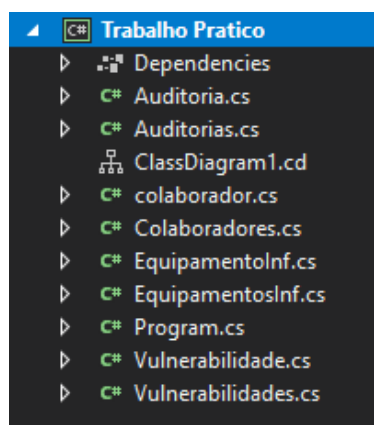 C# Trabalho Pratico
Dependencies
C# Auditoria.cs
C# Auditorias.cs
ClassDiagram1.cd
C# colaborador.cs
C# Colaboradores.cs
C# EquipamentoInf.cs
C# EquipamentosInf.cs
C# Program.cs
C# Vulnerabilidade.cs
C# Vulnerabilidades.cs